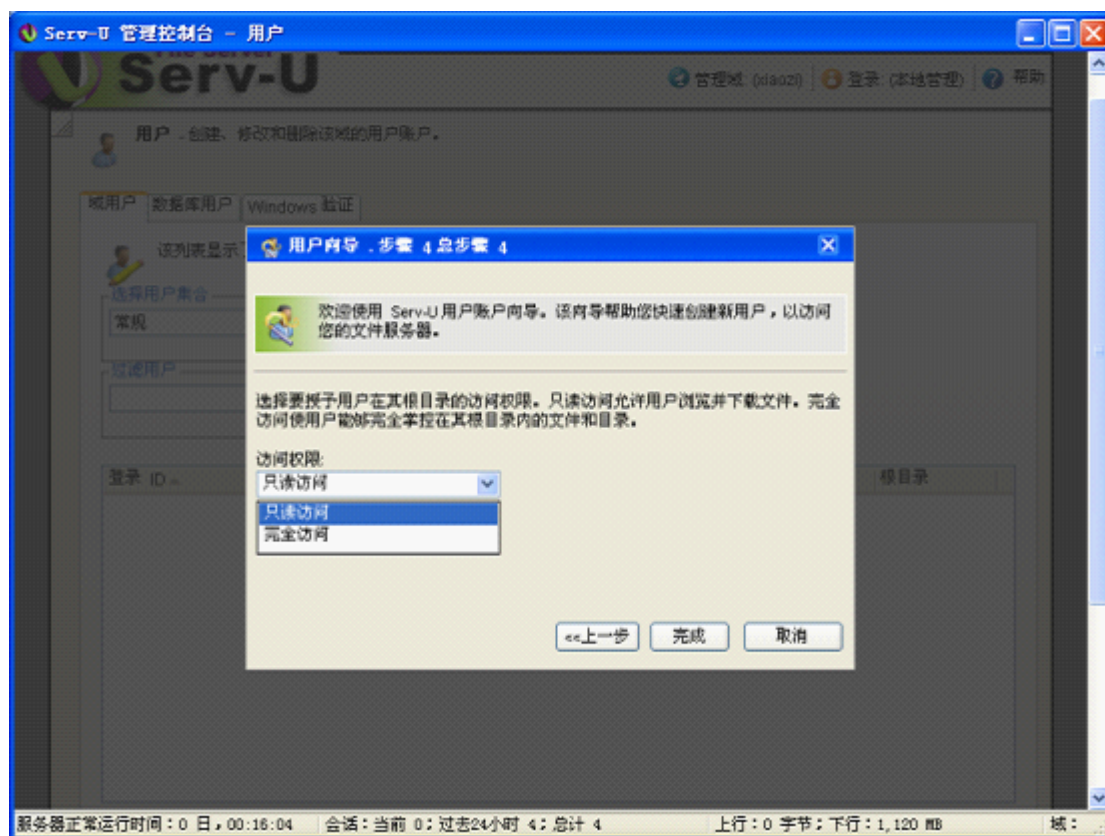 Serv-U 管理控制台 - 用户
Serv-U
管理域: (xiaozi) 登录: (本地管理) 帮助
用户 - 创建、修改和删除该域的用户账户。
域用户 数据库用户 Windows 验证
该列表显示
选择用户集合
常规
过滤用户
登录 ID 根目录
用户向导 - 步骤 4 总步骤 4
欢迎使用 Serv-U 用户账户向导。该向导帮助您快速创建新用户，以访问
您的文件服务器。
选择要授予用户在其根目录的访问权限。只读访问允许用户浏览并下载文件。完全
访问使用户能够完全掌控在其根目录内的文件和目录。
访问权限:
只读访问
只读访问
完全访问
<<上一步 完成 取消
服务器正常运行时间：0 日，00:16:04 会话：当前 0；过去24小时 4；总计 4 上行：0 字节；下行：1,120 MB 域：